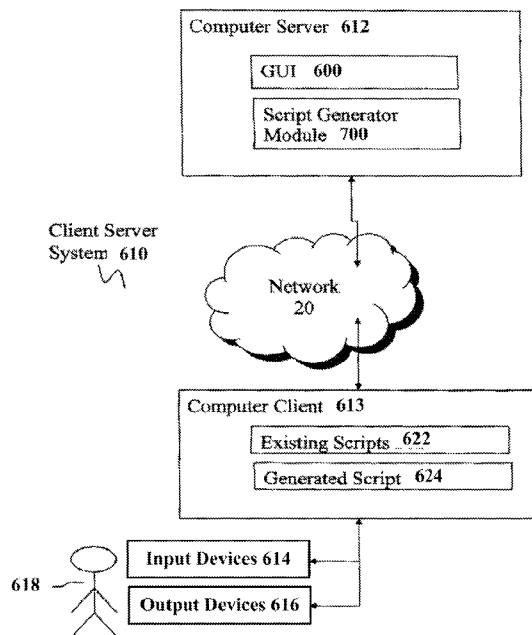 Computer Server 612
GUI 600
Script Generator
Module 700
Client Server
System 610
Network
20
Computer Client 613
Existing Scripts 622
Generated Script 624
Input Devices 614
618
Output Devices 616